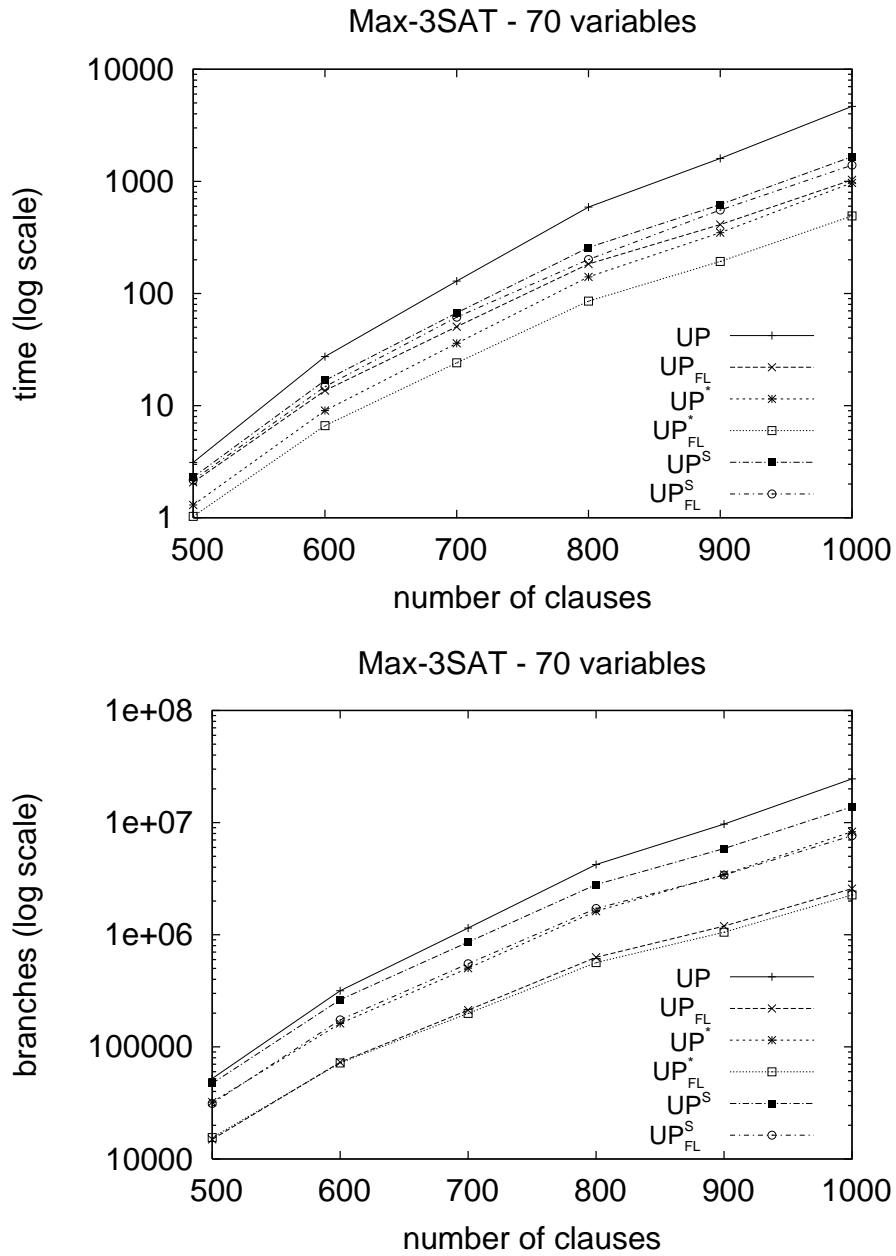 Max-3SAT - 70 variables
10000
1000
100
10
1
time (log scale)
500 600 700 800 900 1000
number of clauses
UP
UP_FL
UP^*
UP^*_FL
UP^S
UP^S_FL
Max-3SAT - 70 variables
1e+08
1e+07
1e+06
100000
10000
branches (log scale)
500 600 700 800 900 1000
number of clauses
UP
UP_FL
UP^*
UP^*_FL
UP^S
UP^S_FL